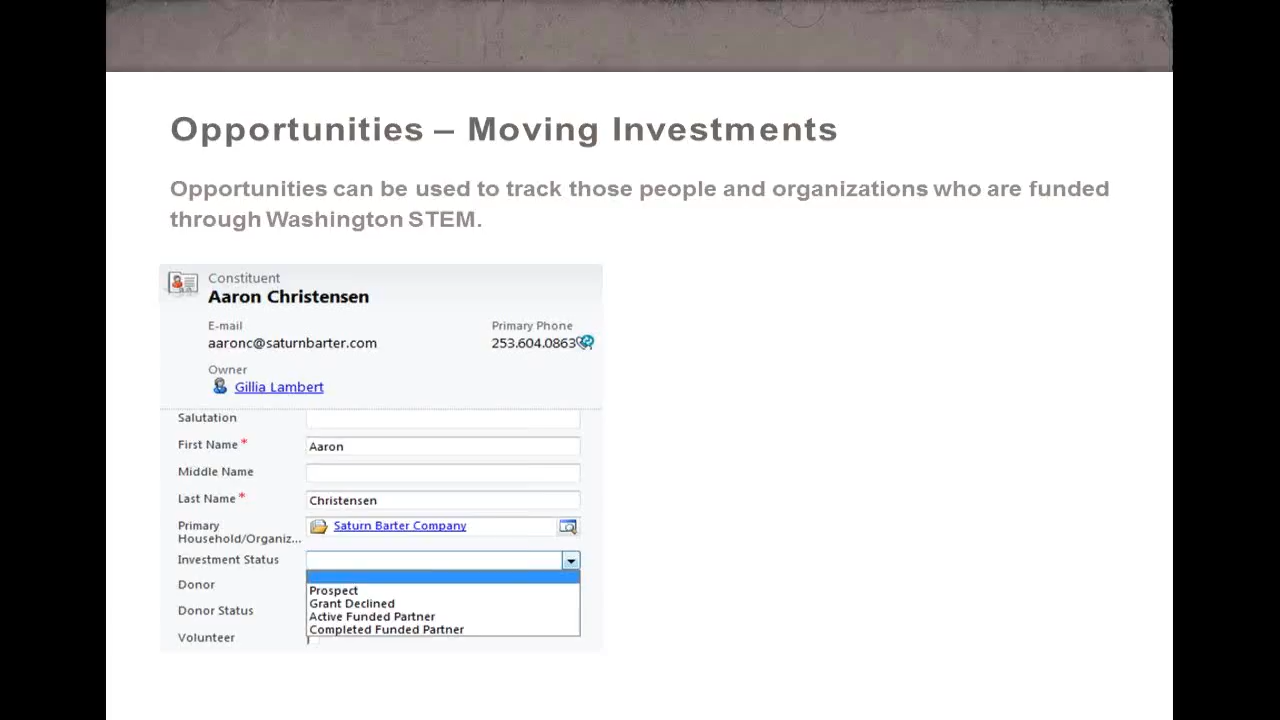 Opportunities – Moving Investments
Opportunities can be used to track those people and organizations who are funded
through Washington STEM.
Constituent
Aaron Christensen
E-mail
Primary Phone
aaronc@saturnbarter.com
253.604.0863
Owner
Gillia Lambert
Salutation
First Name *
Aaron
Middle Name
Last Name *
Christensen
Primary
Household/Organiz...
Saturn Barter Company
Investment Status
Donor
Prospect
Grant Declined
Donor Status
Active Funded Partner
Completed Funded Partner
Volunteer